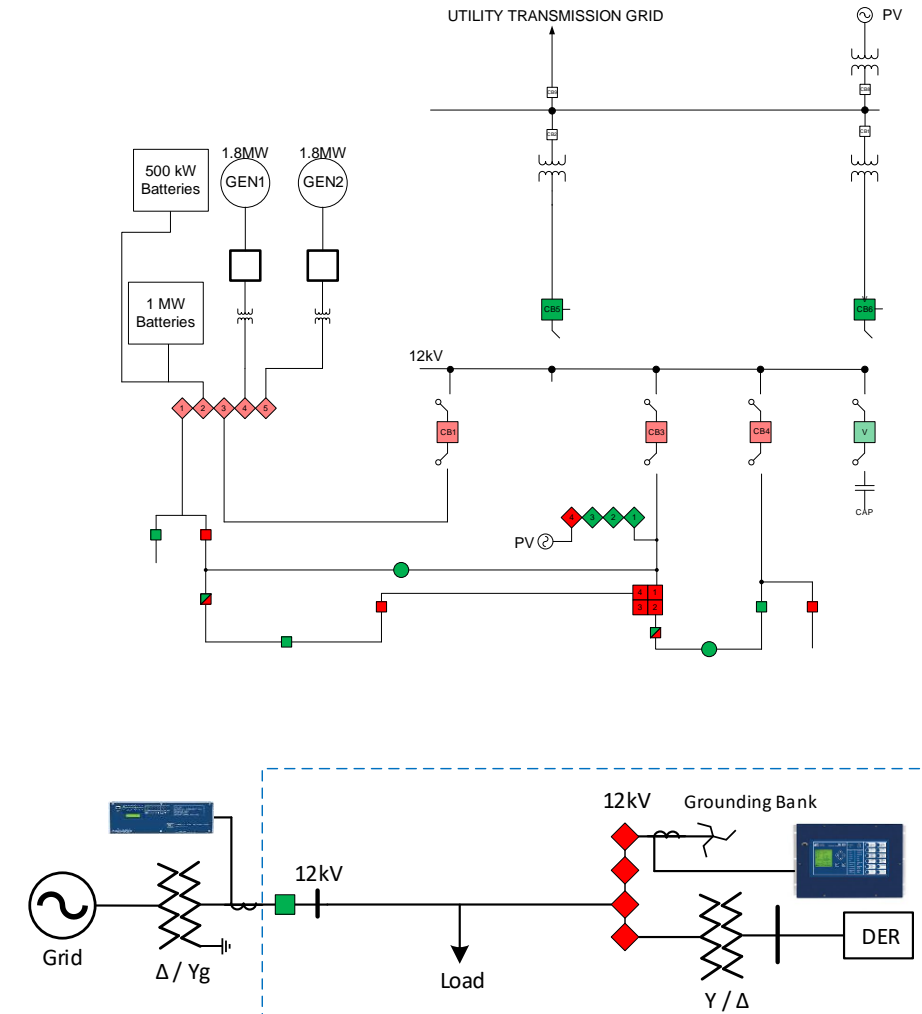 UTILITY TRANSMISSION GRID
PV
1.8MW
1.8MW
500 kW
Batteries
GEN1
GEN2
1 MW
Batteries
CB5
CB6
12kV
1 2 3 4 5
CB1
CB3
CB4
V
CAP
4 3 2 1
PV
4 1
3 2
12kV
Grounding Bank
12kV
Grid
Δ / Yg
Load
DER
Y / Δ